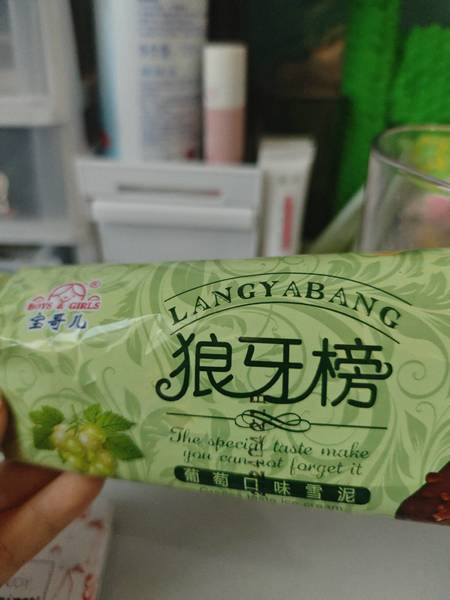 BOYS & GIRLS ®
宝哥儿
LANGYABANG
狼牙榜
The special taste make
you can not forget it
葡萄口味雪泥